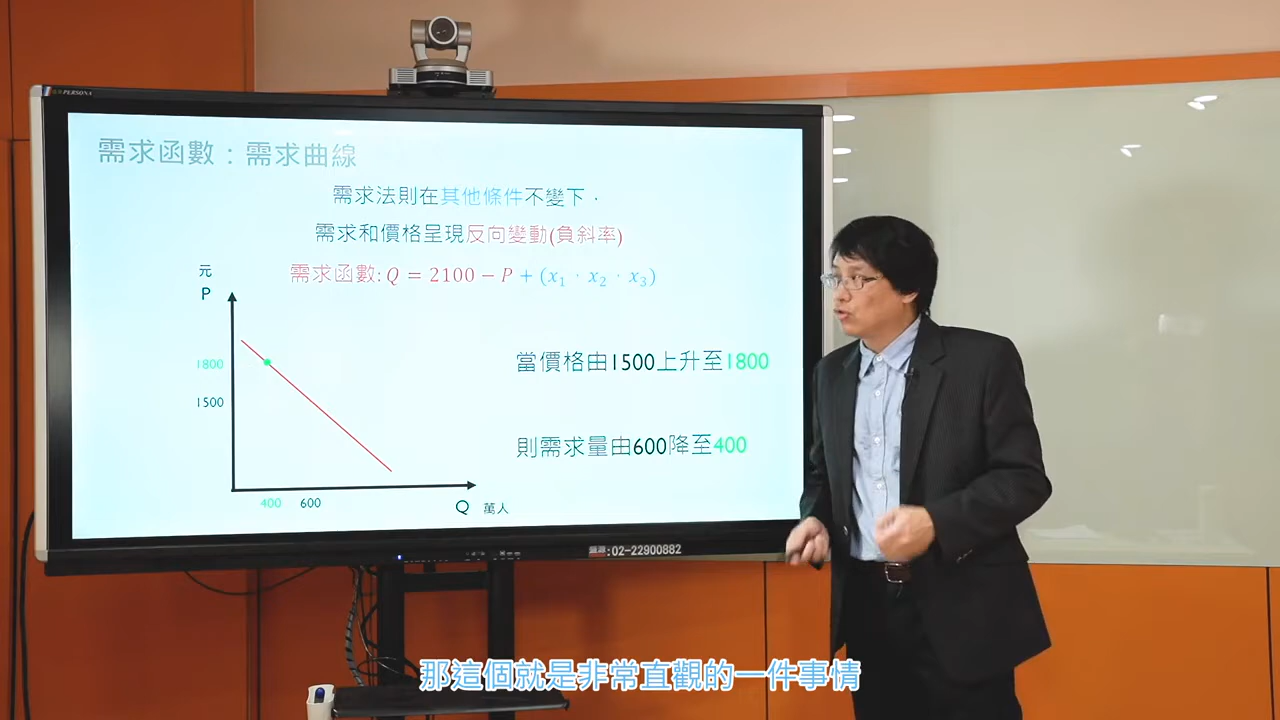 PERSONA
需求函數：需求曲線
需求法則在其他條件不變下．
需求和價格呈現反向變動(負斜率)
需求函數: Q = 2100 − P + (x₁ · x₂ · x₃)
元
P
1800
1500
400
600
Q 萬人
當價格由1500上升至1800
則需求量由600降至400
:02-22900882
那這個就是非常直觀的一件事情